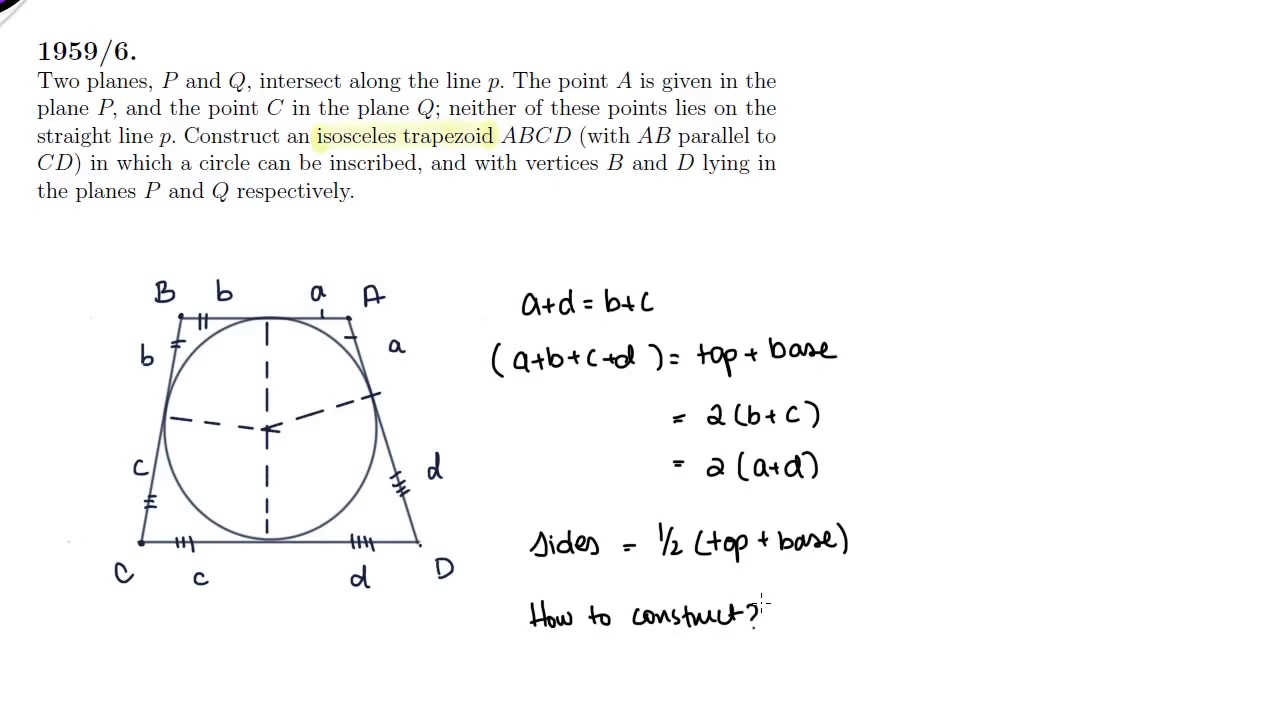 1959/6.
Two planes, P and Q, intersect along the line p. The point A is given in the
plane P, and the point C in the plane Q; neither of these points lies on the
straight line p. Construct an isosceles trapezoid ABCD (with AB parallel to
CD) in which a circle can be inscribed, and with vertices B and D lying in
the planes P and Q respectively.
B b a A
b a
c d
C c d D
a+d = b+c
(a+b+c+d) = top + base
= 2(b+c)
= 2(a+d)
sides = 1/2 (top + base)
How to construct?